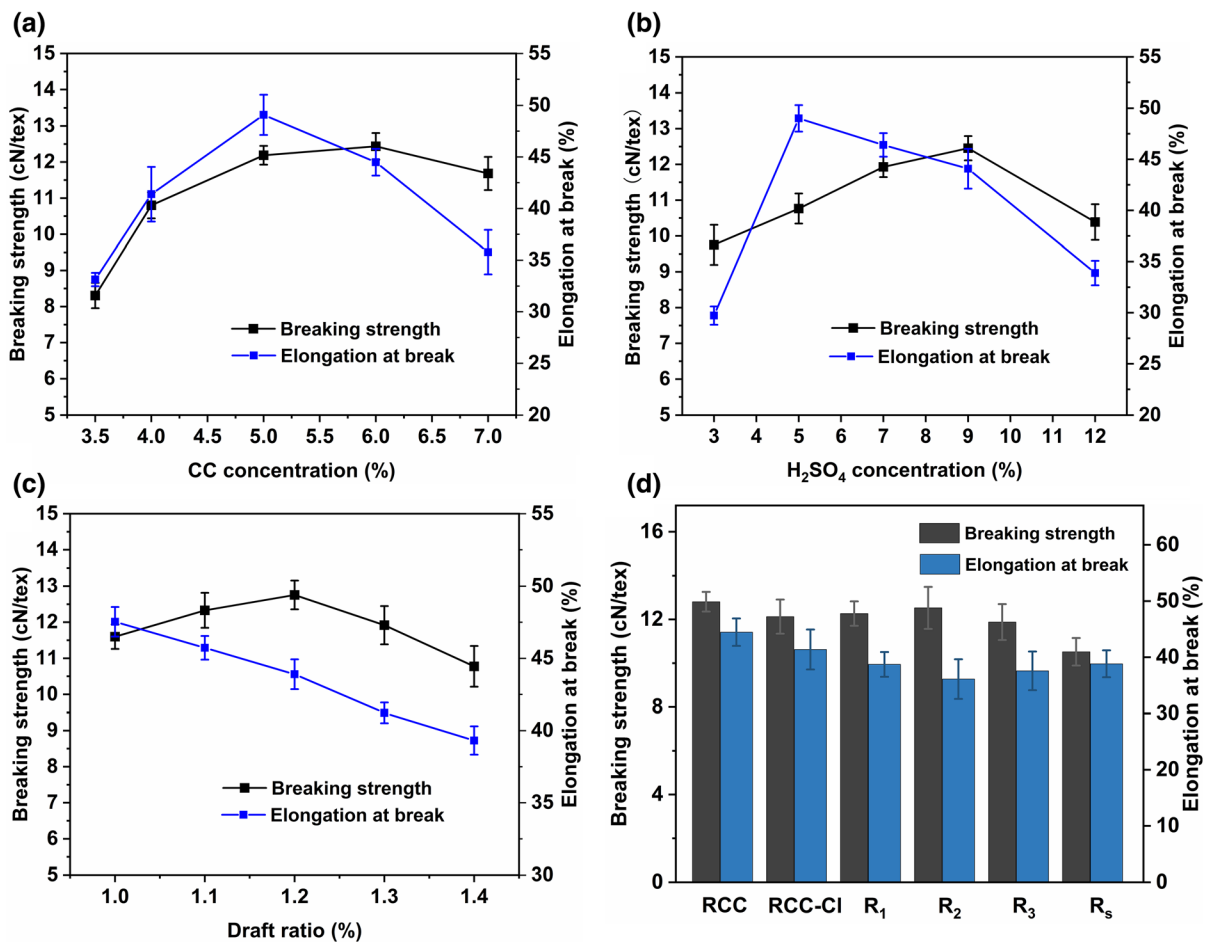 (a)
15
14
13
12
11
10
9
8
7
6
5
Breaking strength (cN/tex)
55
50
45
40
35
30
25
20
Elongation at break (%)
Breaking strength
Elongation at break
3.5 4.0 4.5 5.0 5.5 6.0 6.5 7.0
CC concentration (%)
(b)
15
14
13
12
11
10
9
8
7
6
5
Breaking strength（cN/tex）
55
50
45
40
35
30
25
20
Elongation at break (%)
Breaking strength
Elongation at break
3 4 5 6 7 8 9 10 11 12
H₂SO₄ concentration (%)
(c)
15
14
13
12
11
10
9
8
7
6
5
Breaking strength (cN/tex)
55
50
45
40
35
30
Elongation at break (%)
Breaking strength
Elongation at break
1.0 1.1 1.2 1.3 1.4
Draft ratio (%)
(d)
16
12
8
4
0
Breaking strength (cN/tex)
60
50
40
30
20
10
0
Elongation at break (%)
Breaking strength
Elongation at break
RCC RCC-Cl R₁ R₂ R₃ Rₛ